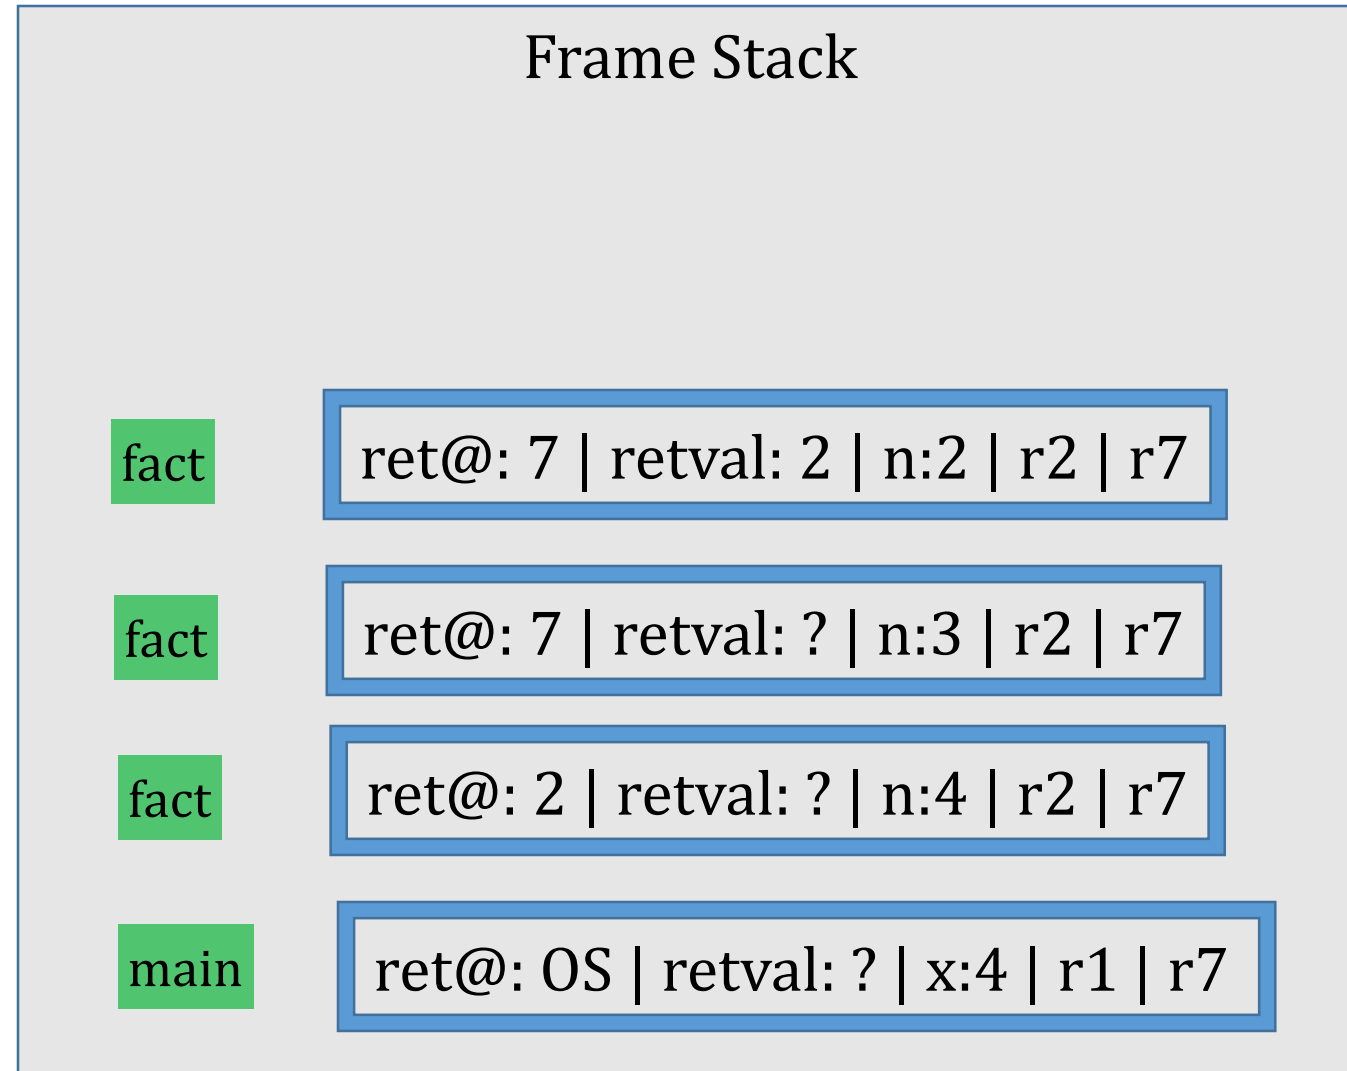 Frame Stack
fact
ret@: 7 | retval: 2 | n:2 | r2 | r7
fact
ret@: 7 | retval: ? | n:3 | r2 | r7
fact
ret@: 2 | retval: ? | n:4 | r2 | r7
main
ret@: OS | retval: ? | x:4 | r1 | r7